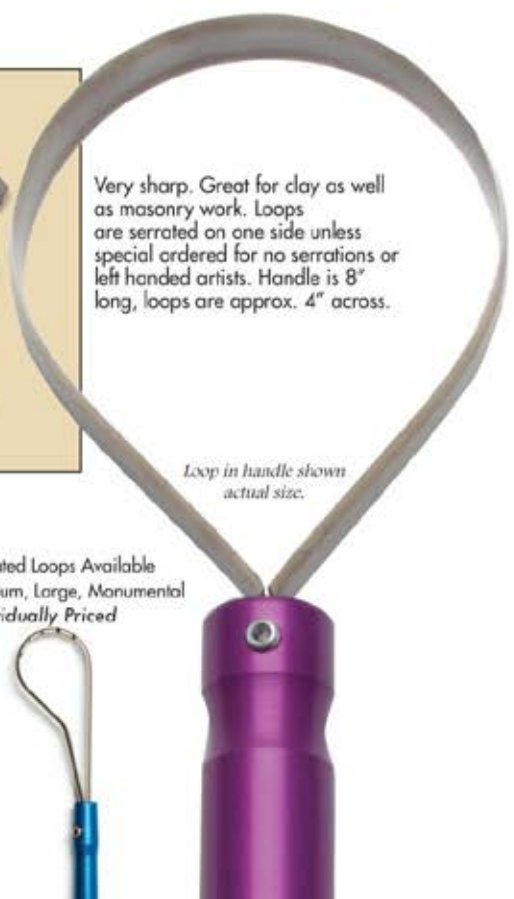 Very sharp. Great for clay as well
as masonry work. Loops
are serrated on one side unless
special ordered for no serrations or
left handed artists. Handle is 8"
long, loops are approx. 4" across.
Loop in handle shown
actual size.
Loops Available
Large, Monumental
Priced